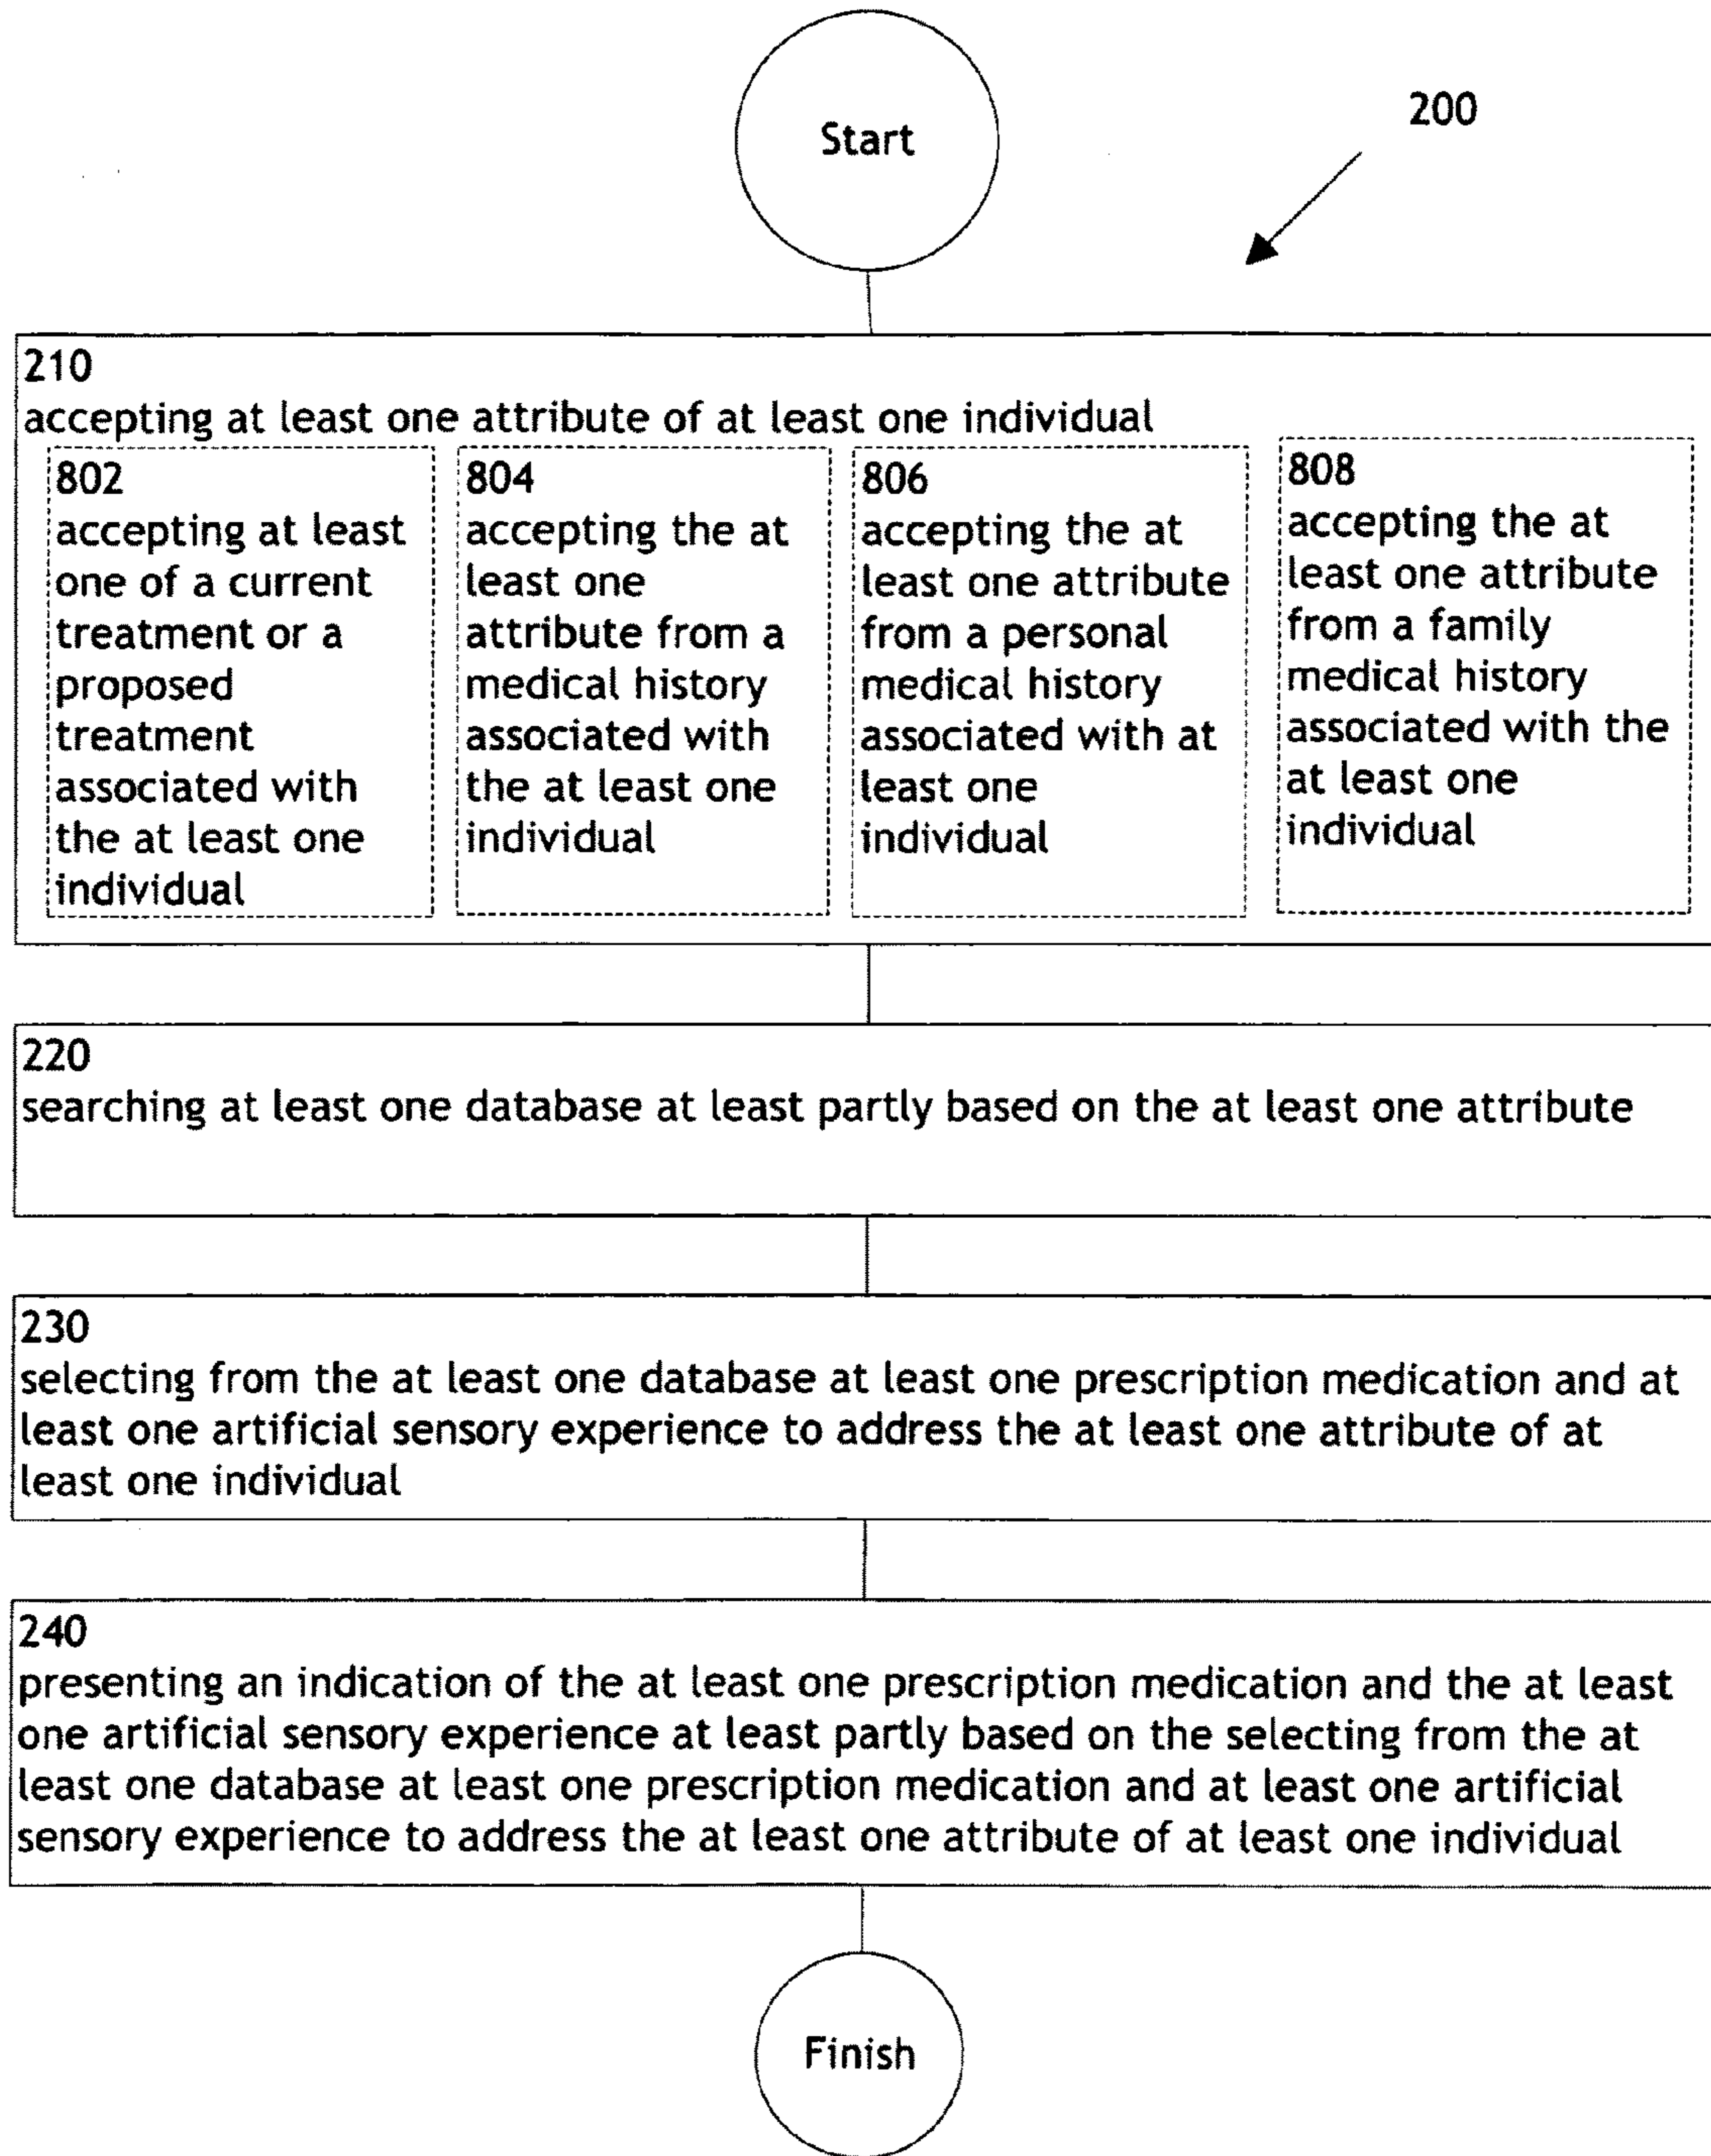 Start
200
210
accepting at least one attribute of at least one individual
802
accepting at least
one of a current
treatment or a
proposed
treatment
associated with
the at least one
individual
804
accepting the at
least one
attribute from a
medical history
associated with
the at least one
individual
806
accepting the at
least one attribute
from a personal
medical history
associated with at
least one
individual
808
accepting the at
least one attribute
from a family
medical history
associated with the
at least one
individual
220
searching at least one database at least partly based on the at least one attribute
230
selecting from the at least one database at least one prescription medication and at
least one artificial sensory experience to address the at least one attribute of at
least one individual
240
presenting an indication of the at least one prescription medication and the at least
one artificial sensory experience at least partly based on the selecting from the at
least one database at least one prescription medication and at least one artificial
sensory experience to address the at least one attribute of at least one individual
Finish